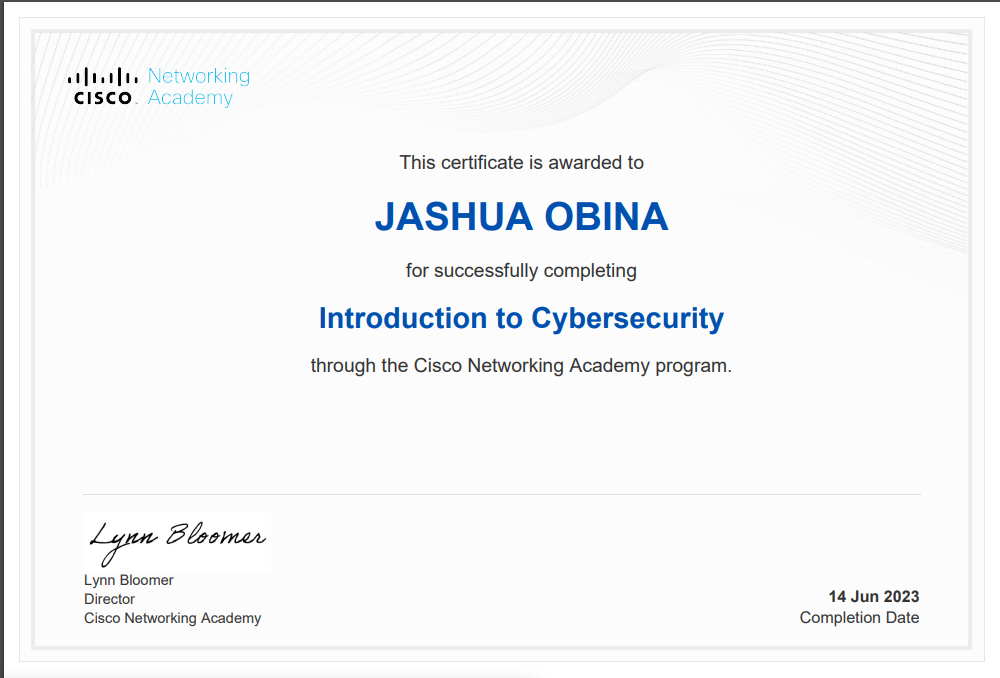 Networking
CISCO. Academy
This certificate is awarded to
JASHUA OBINA
for successfully completing
Introduction to Cybersecurity
through the Cisco Networking Academy program.
Lynn Bloomer
Lynn Bloomer
Director
Cisco Networking Academy
14 Jun 2023
Completion Date